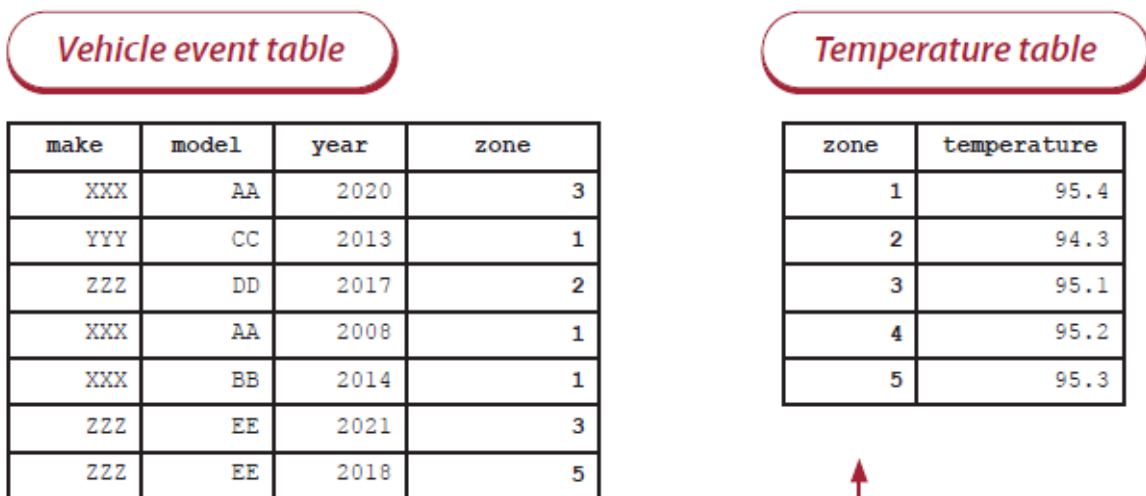 Vehicle event table
make model year zone
XXX AA 2020 3
YYY CC 2013 1
ZZZ DD 2017 2
XXX AA 2008 1
XXX BB 2014 1
ZZZ EE 2021 3
ZZZ EE 2018 5
Temperature table
zone temperature
1 95.4
2 94.3
3 95.1
4 95.2
5 95.3